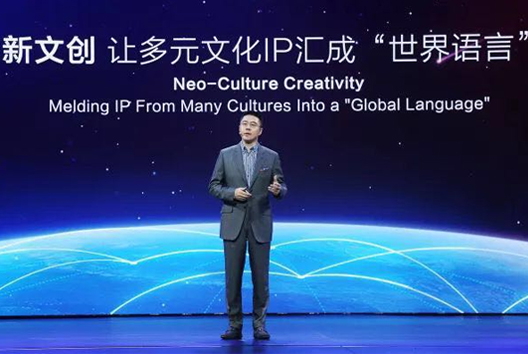 新文创 让多元文化IP汇成“世界语言”
Neo-Culture Creativity
Melding IP From Many Cultures Into a "Global Language"